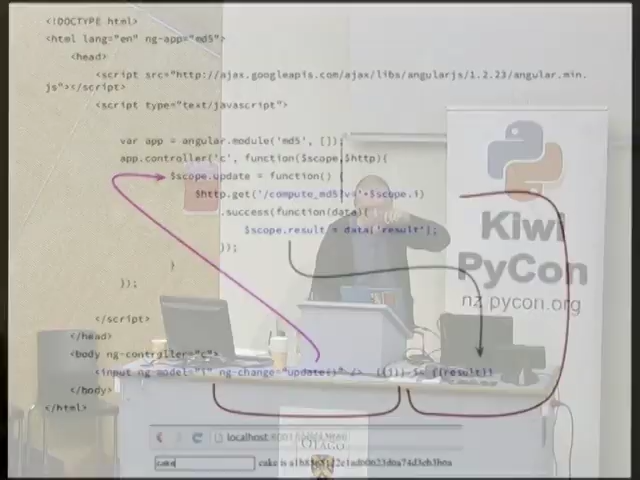 <!DOCTYPE html>
<html lang="en" ng-app="md5">
<head>
<script src="http://ajax.googleapis.com/ajax/libs/angularjs/1.2.23/angular.min.
js"></script>
<script type="text/javascript">
var app = angular.module('md5', []);
app.controller('c', function($scope,$http){
$scope.update = function() {
$http.get('/compute_md5?v='+$scope.i)
.success(function(data){
$scope.result = data['result'];
});
}
});
</script>
</head>
<body ng-controller="c">
<input ng-model="i" ng-change="update()" /> {{i}} is {{result}}
</body>
</html>
Kiwi
PyCon
nz.pycon.org
localhost
OTAGO
cake cake is